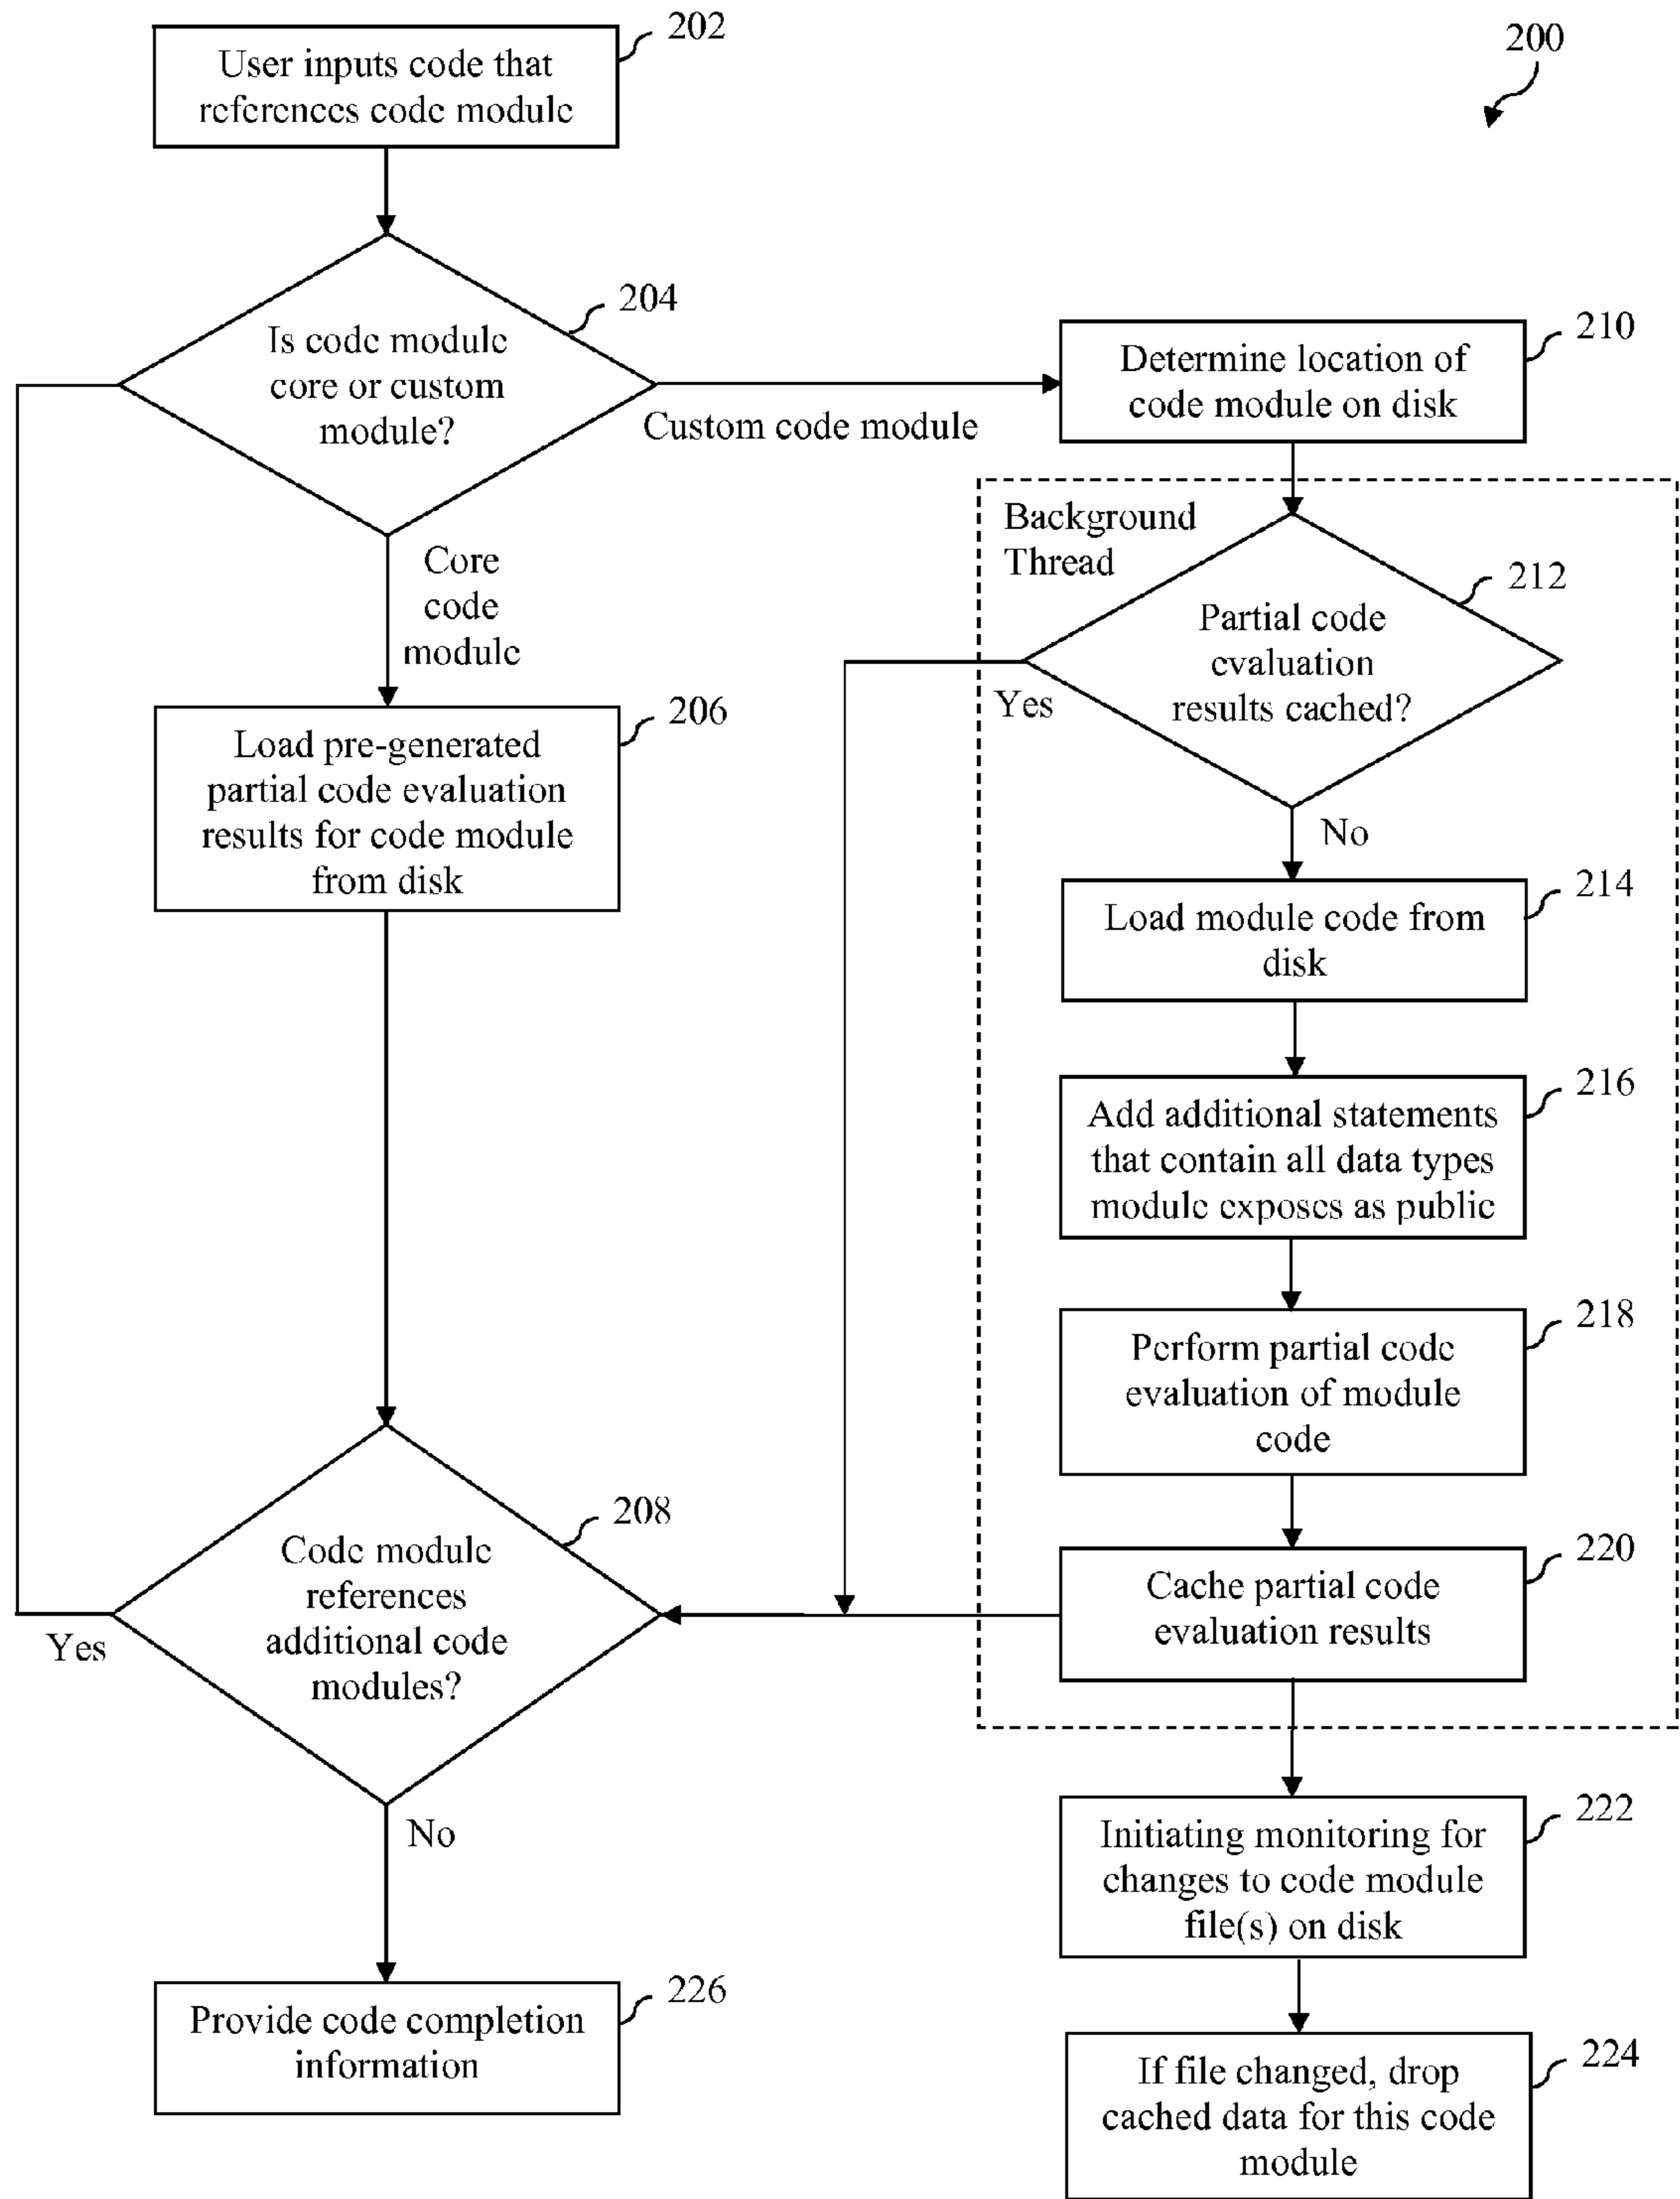 202
200
User inputs code that
references code module
204
Is code module
core or custom
module?
Custom code module
210
Determine location of
code module on disk
Core
code
module
Background
Thread
212
Partial code
evaluation
results cached?
Yes
No
206
Load pre-generated
partial code evaluation
results for code module
from disk
214
Load module code from
disk
216
Add additional statements
that contain all data types
module exposes as public
218
Perform partial code
evaluation of module
code
208
Code module
references
additional code
modules?
Yes
No
220
Cache partial code
evaluation results
222
Initiating monitoring for
changes to code module
file(s) on disk
226
Provide code completion
information
224
If file changed, drop
cached data for this code
module